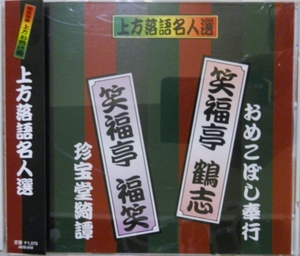 上方落語名人選
笑福亭 鶴志
おめこぼし奉行
笑福亭 福笑
珍宝堂綺譚
上方落語名人選